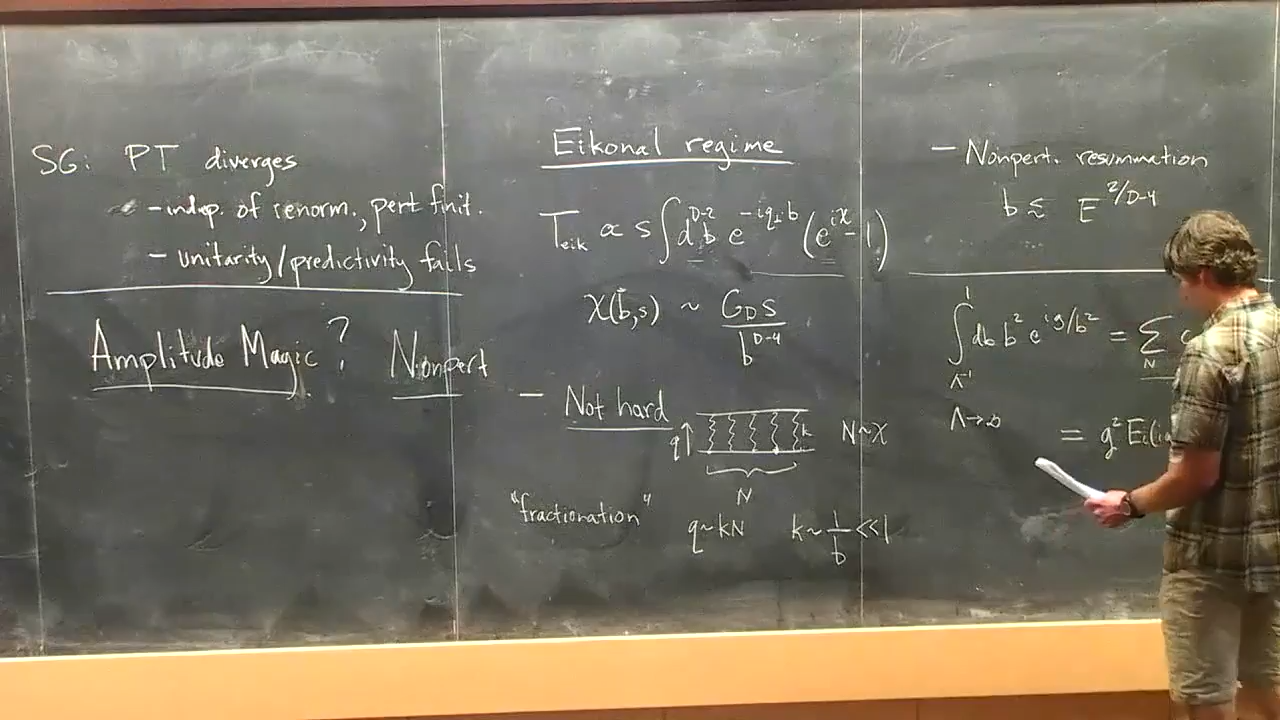 SG: PT diverges
- indep. of renorm., pert finit.
- unitarity/predictivity fails
Amplitude Magic? Nonpert
Eikonal regime
T_eik ∝ s ∫ d^{D-2}b e^{-iq⊥b} (e^{iχ} - 1)
χ(b,s) ~ G_D s / b^{D-4}
- Not hard
q↑ k N~χ
N
"fractionation" q~kN k~1/b <<1
- Nonpert. resummation
b ≲ E^{2/D-4}
∫_{Λ^{-1}}^{1} db b^2 e^{ig/b^2} = Σ_N
Λ→∞
= g^2 Ei(i